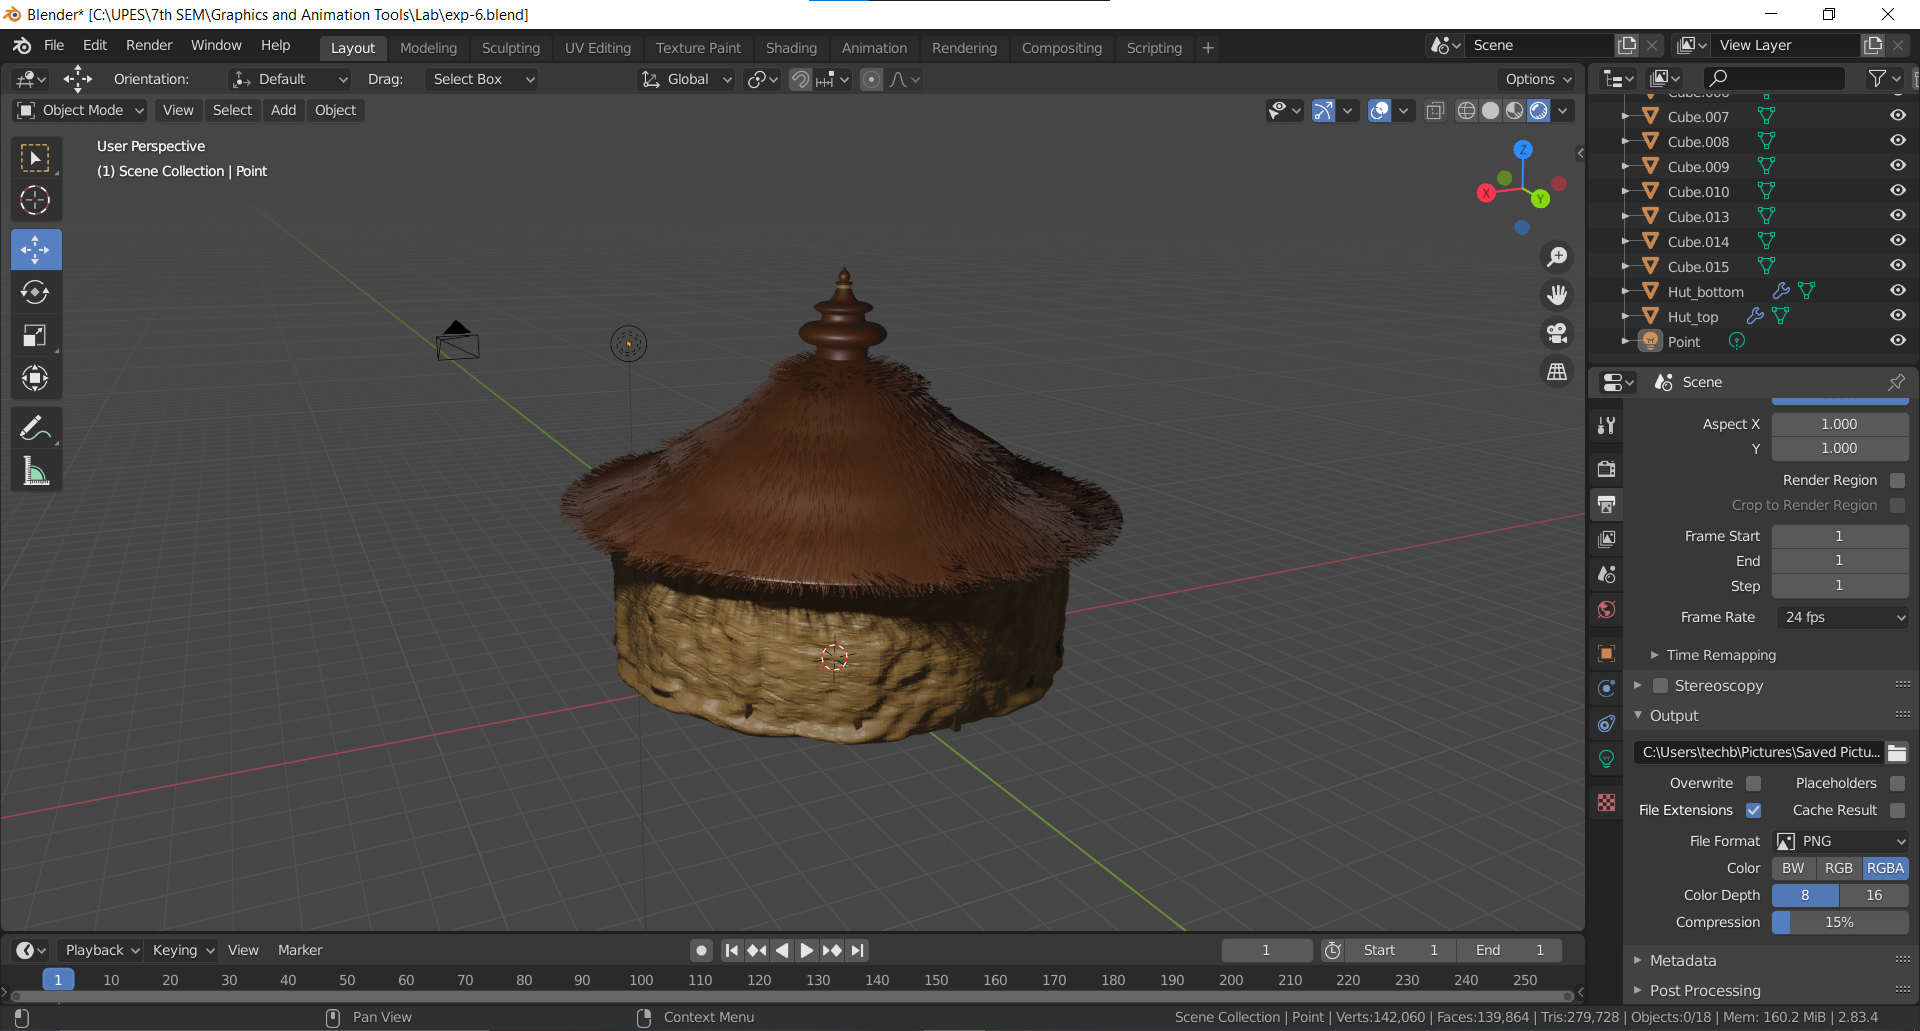 Blender* [C:\UPES\7th SEM\Graphics and Animation Tools\Lab\exp-6.blend]
File Edit Render Window Help Layout Modeling Sculpting UV Editing Texture Paint Shading Animation Rendering Compositing Scripting + Scene View Layer
Orientation: Default Drag: Select Box Global Options
Object Mode View Select Add Object
User Perspective
(1) Scene Collection | Point
Z
X
Y
Cube.006
Cube.007
Cube.008
Cube.009
Cube.010
Cube.013
Cube.014
Cube.015
Hut_bottom
Hut_top
Point
Scene
Aspect X 1.000
Y 1.000
Render Region
Crop to Render Region
Frame Start 1
End 1
Step 1
Frame Rate 24 fps
Time Remapping
Stereoscopy
Output
C:\Users\techb\Pictures\Saved Pictu...
Overwrite Placeholders
File Extensions Cache Result
File Format PNG
Color BW RGB RGBA
Color Depth 8 16
Compression 15%
Metadata
Post Processing
Playback Keying View Marker 1 Start 1 End 1
1 10 20 30 40 50 60 70 80 90 100 110 120 130 140 150 160 170 180 190 200 210 220 230 240 250
Pan View Context Menu Scene Collection | Point | Verts:142,060 | Faces:139,864 | Tris:279,728 | Objects:0/18 | Mem: 160.2 MiB | 2.83.4